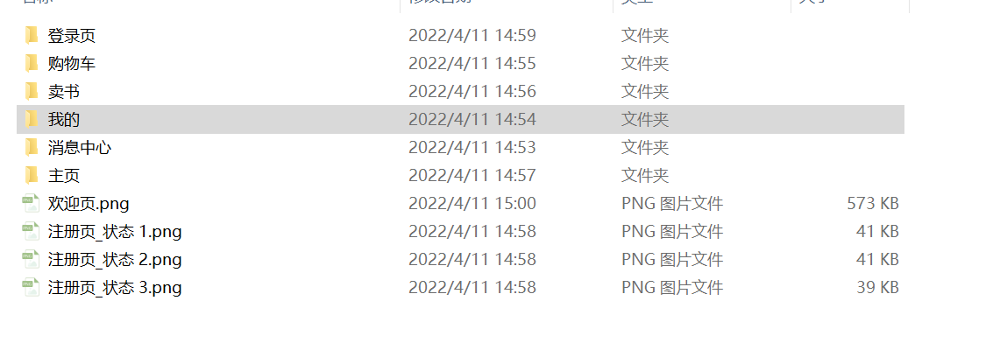 登录页 2022/4/11 14:59 文件夹
购物车 2022/4/11 14:55 文件夹
卖书 2022/4/11 14:56 文件夹
我的 2022/4/11 14:54 文件夹
消息中心 2022/4/11 14:53 文件夹
主页 2022/4/11 14:57 文件夹
欢迎页.png 2022/4/11 15:00 PNG 图片文件 573 KB
注册页_状态 1.png 2022/4/11 14:58 PNG 图片文件 41 KB
注册页_状态 2.png 2022/4/11 14:58 PNG 图片文件 41 KB
注册页_状态 3.png 2022/4/11 14:58 PNG 图片文件 39 KB